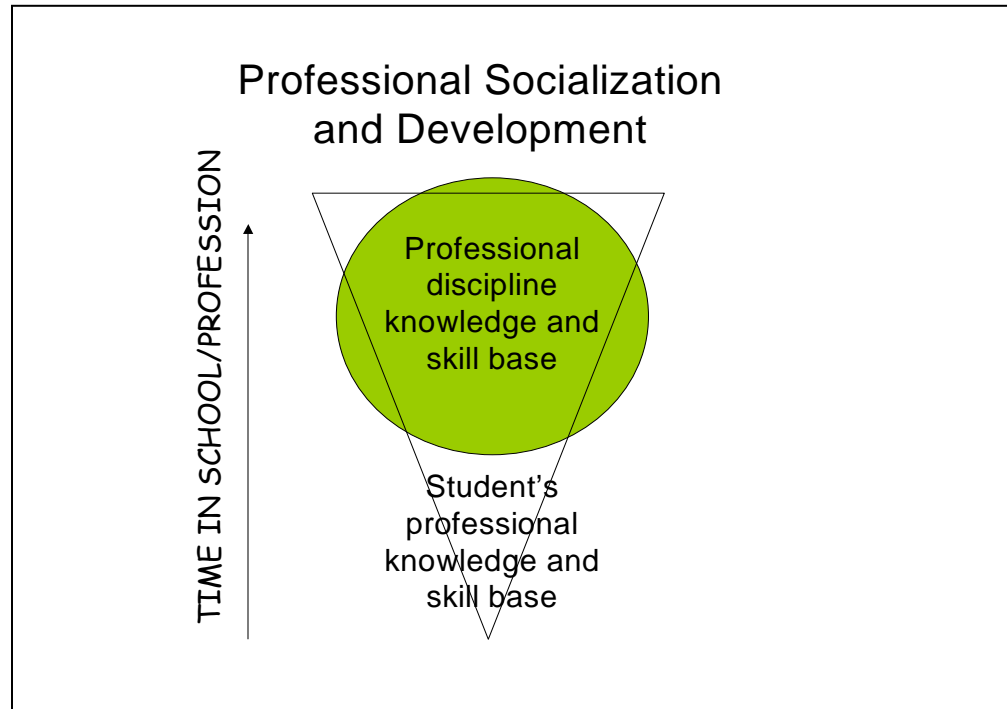 Professional Socialization
and Development
TIME IN SCHOOL/PROFESSION
Professional
discipline
knowledge and
skill base
Student’s
professional
knowledge and
skill base